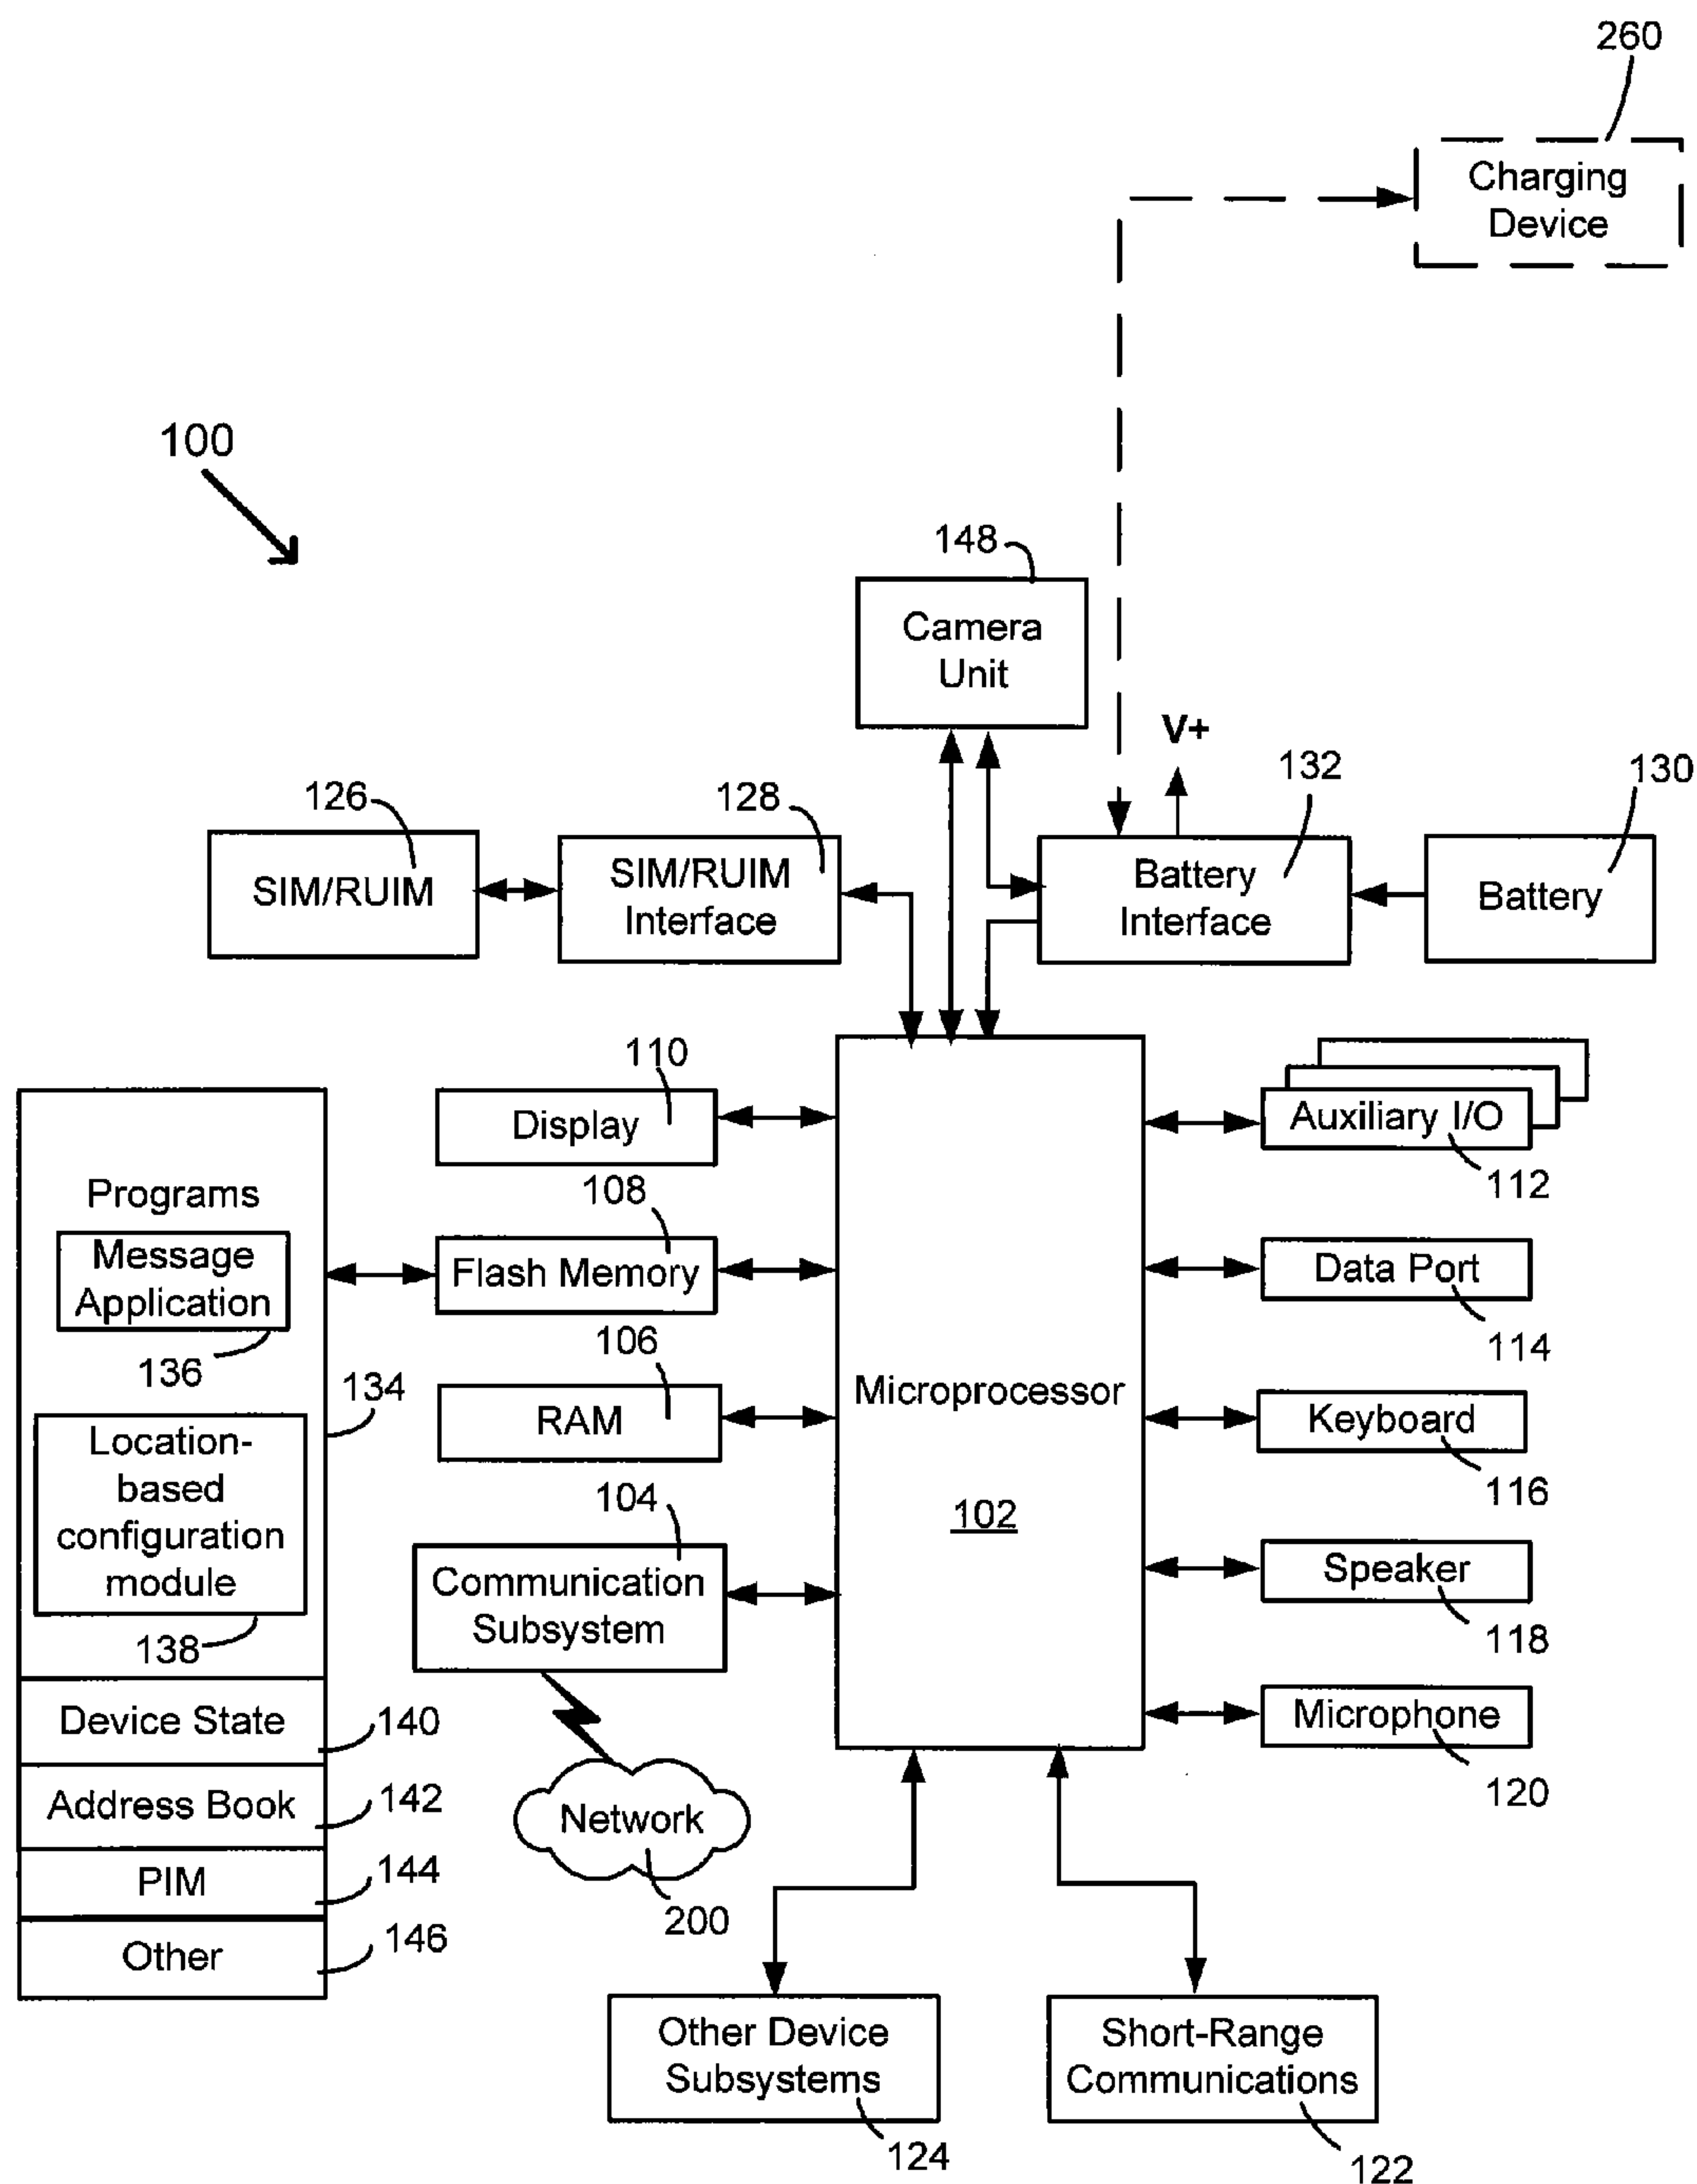 260
Charging
Device
100
148
Camera
Unit
V+
132
130
126
128
SIM/RUIM
SIM/RUIM
Interface
Battery
Interface
Battery
110
Display
Auxiliary I/O
112
Programs
Message
Application
136
108
Flash Memory
Data Port
114
134
106
RAM
Microprocessor
102
Keyboard
116
Location-
based
configuration
module
138
104
Communication
Subsystem
Speaker
118
Device State
140
Microphone
120
Address Book
142
Network
200
PIM
144
Other
146
Other Device
Subsystems
124
Short-Range
Communications
122